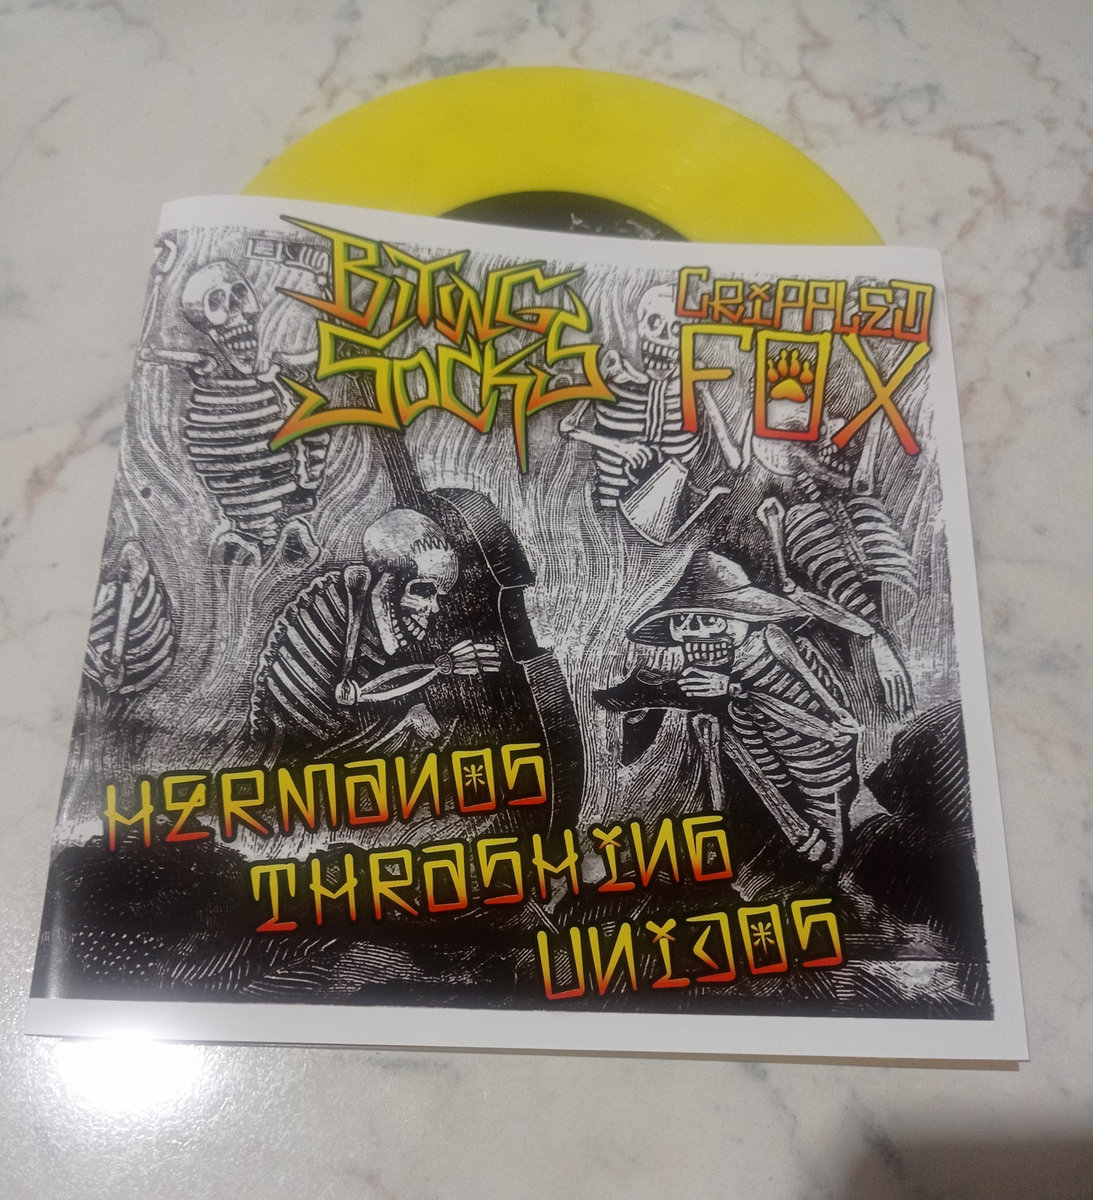 BiTiNG
SOCKS
CRiPPLED
FOX
HERMANOS
THRASHiNG
UNiDOS